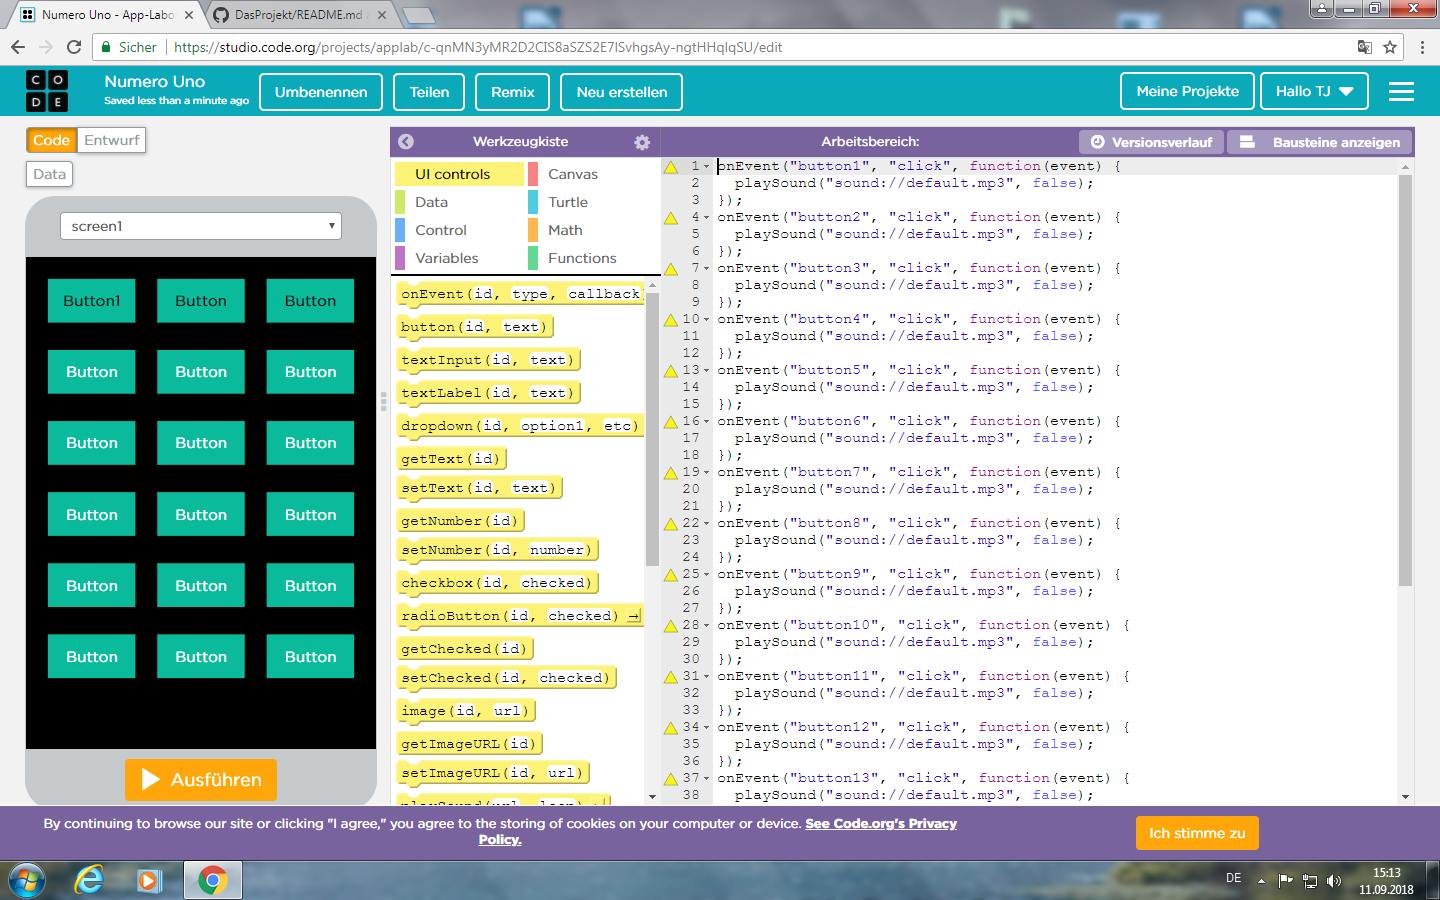 Numero Uno - App-Labo
DasProjekt/README.md
Sicher
https://studio.code.org/projects/applab/c-qnMN3yMR2D2CIS8aSZS2E7lSvhgsAy-ngtHHqlqSU/edit
C O
D E
Numero Uno
Saved less than a minute ago
Umbenennen
Teilen
Remix
Neu erstellen
Meine Projekte
Hallo TJ
Code
Entwurf
Data
screen1
Button1 Button Button
Button Button Button
Button Button Button
Button Button Button
Button Button Button
Button Button Button
Ausführen
Werkzeugkiste
UI controls
Canvas
Data
Turtle
Control
Math
Variables
Functions
onEvent(id, type, callback)
button(id, text)
textInput(id, text)
textLabel(id, text)
dropdown(id, option1, etc)
getText(id)
setText(id, text)
getNumber(id)
setNumber(id, number)
checkbox(id, checked)
radioButton(id, checked) →
getChecked(id)
setChecked(id, checked)
image(id, url)
getImageURL(id)
setImageURL(id, url)
Arbeitsbereich:
Versionsverlauf
Bausteine anzeigen
1 onEvent("button1", "click", function(event) {
2 playSound("sound://default.mp3", false);
3 });
4 onEvent("button2", "click", function(event) {
5 playSound("sound://default.mp3", false);
6 });
7 onEvent("button3", "click", function(event) {
8 playSound("sound://default.mp3", false);
9 });
10 onEvent("button4", "click", function(event) {
11 playSound("sound://default.mp3", false);
12 });
13 onEvent("button5", "click", function(event) {
14 playSound("sound://default.mp3", false);
15 });
16 onEvent("button6", "click", function(event) {
17 playSound("sound://default.mp3", false);
18 });
19 onEvent("button7", "click", function(event) {
20 playSound("sound://default.mp3", false);
21 });
22 onEvent("button8", "click", function(event) {
23 playSound("sound://default.mp3", false);
24 });
25 onEvent("button9", "click", function(event) {
26 playSound("sound://default.mp3", false);
27 });
28 onEvent("button10", "click", function(event) {
29 playSound("sound://default.mp3", false);
30 });
31 onEvent("button11", "click", function(event) {
32 playSound("sound://default.mp3", false);
33 });
34 onEvent("button12", "click", function(event) {
35 playSound("sound://default.mp3", false);
36 });
37 onEvent("button13", "click", function(event) {
38 playSound("sound://default.mp3", false);
By continuing to browse our site or clicking "I agree," you agree to the storing of cookies on your computer or device. See Code.org's Privacy
Policy.
Ich stimme zu
DE
15:13
11.09.2018